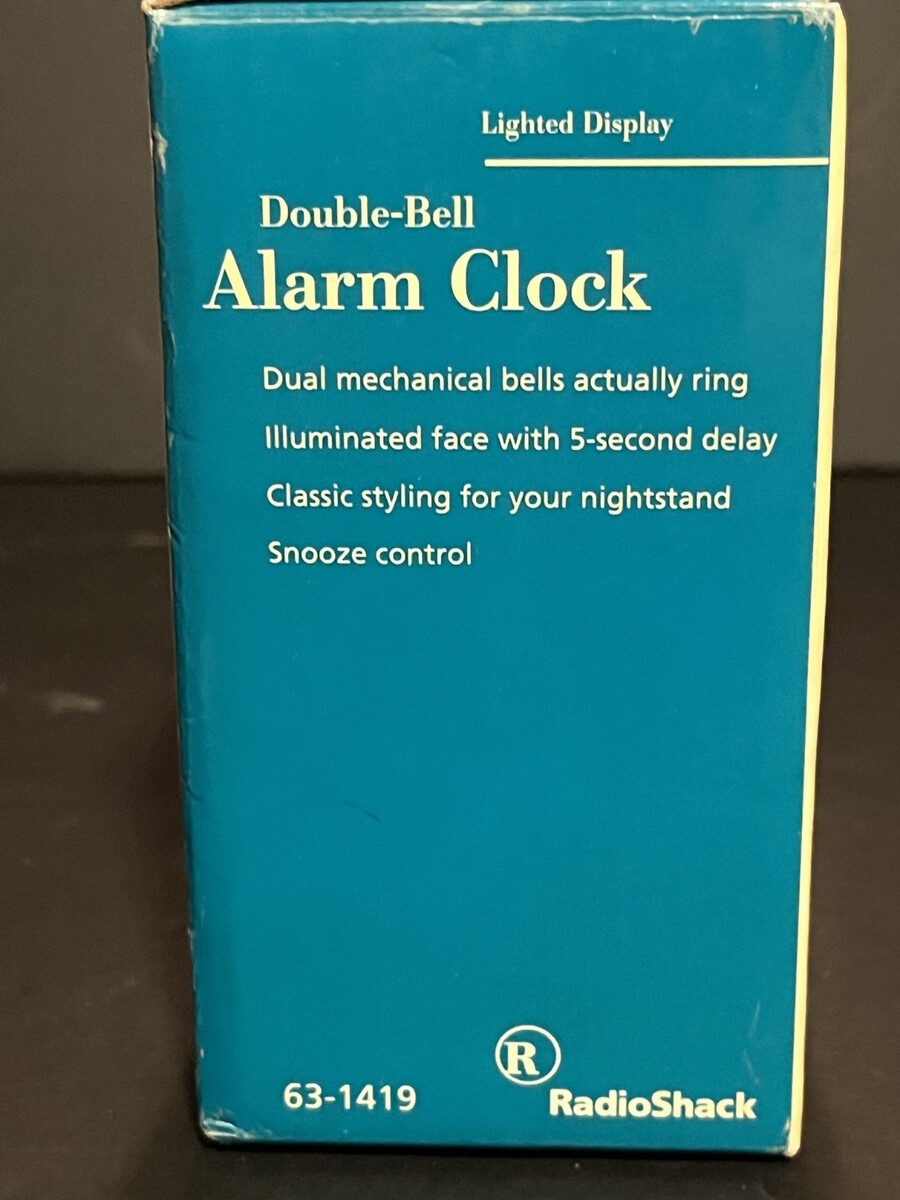 Lighted Display
Double-Bell
Alarm Clock
Dual mechanical bells actually ring
Illuminated face with 5-second delay
Classic styling for your nightstand
Snooze control
R
63-1419
RadioShack